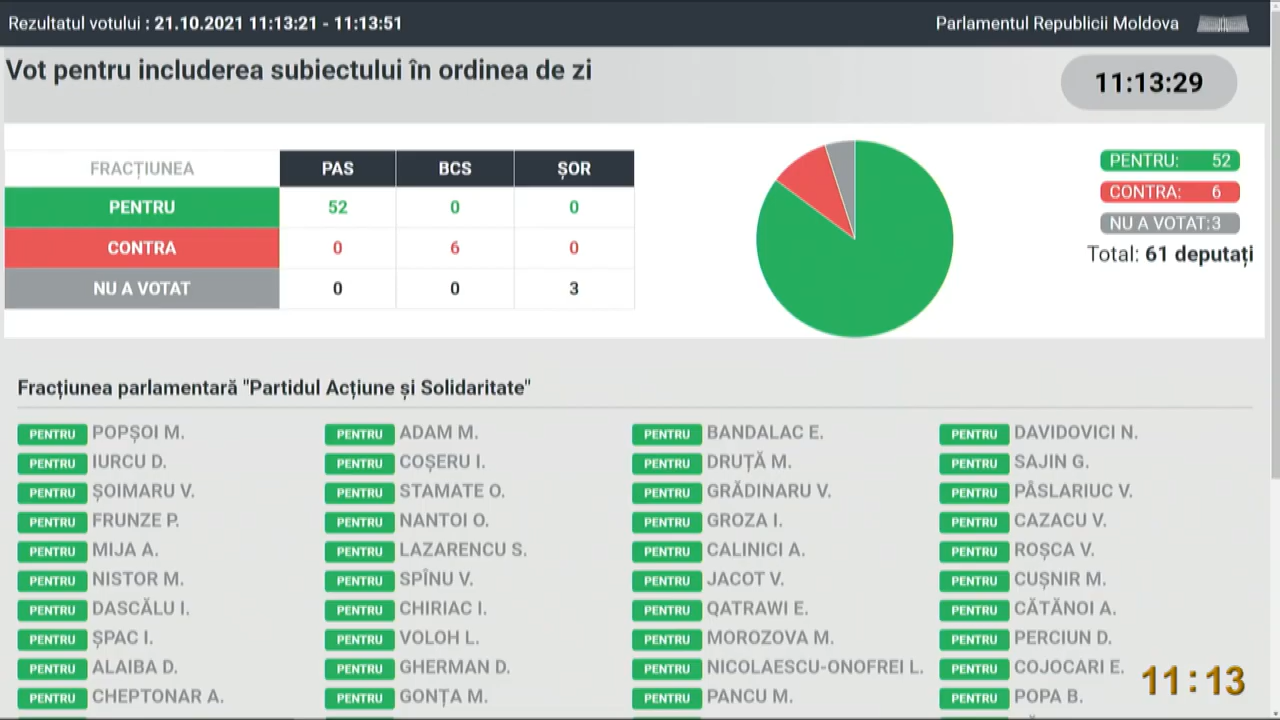 Rezultatul votului : 21.10.2021 11:13:21 - 11:13:51
Parlamentul Republicii Moldova
Vot pentru includerea subiectului în ordinea de zi
11:13:29
FRACȚIUNEA PAS BCS ȘOR
PENTRU 52 0 0
CONTRA 0 6 0
NU A VOTAT 0 0 3
PENTRU: 52
CONTRA: 6
NU A VOTAT:3
Total: 61 deputați
Fracțiunea parlamentară "Partidul Acțiune și Solidaritate"
PENTRU POPȘOI M. PENTRU ADAM M. PENTRU BANDALAC E. PENTRU DAVIDOVICI N.
PENTRU IURCU D. PENTRU COȘERU I. PENTRU DRUȚĂ M. PENTRU SAJIN G.
PENTRU ȘOIMARU V. PENTRU STAMATE O. PENTRU GRĂDINARU V. PENTRU PÂSLARIUC V.
PENTRU FRUNZE P. PENTRU NANTOI O. PENTRU GROZA I. PENTRU CAZACU V.
PENTRU MIJA A. PENTRU LAZARENCU S. PENTRU CALINICI A. PENTRU ROȘCA V.
PENTRU NISTOR M. PENTRU SPÎNU V. PENTRU JACOT V. PENTRU CUȘNIR M.
PENTRU DASCĂLU I. PENTRU CHIRIAC I. PENTRU QATRAWI E. PENTRU CĂTĂNOI A.
PENTRU ȘPAC I. PENTRU VOLOH L. PENTRU MOROZOVA M. PENTRU PERCIUN D.
PENTRU ALAIBA D. PENTRU GHERMAN D. PENTRU NICOLAESCU-ONOFREI L. PENTRU COJOCARI E.
PENTRU CHEPTONAR A. PENTRU GONȚA M. PENTRU PANCU M. PENTRU POPA B.
11:13